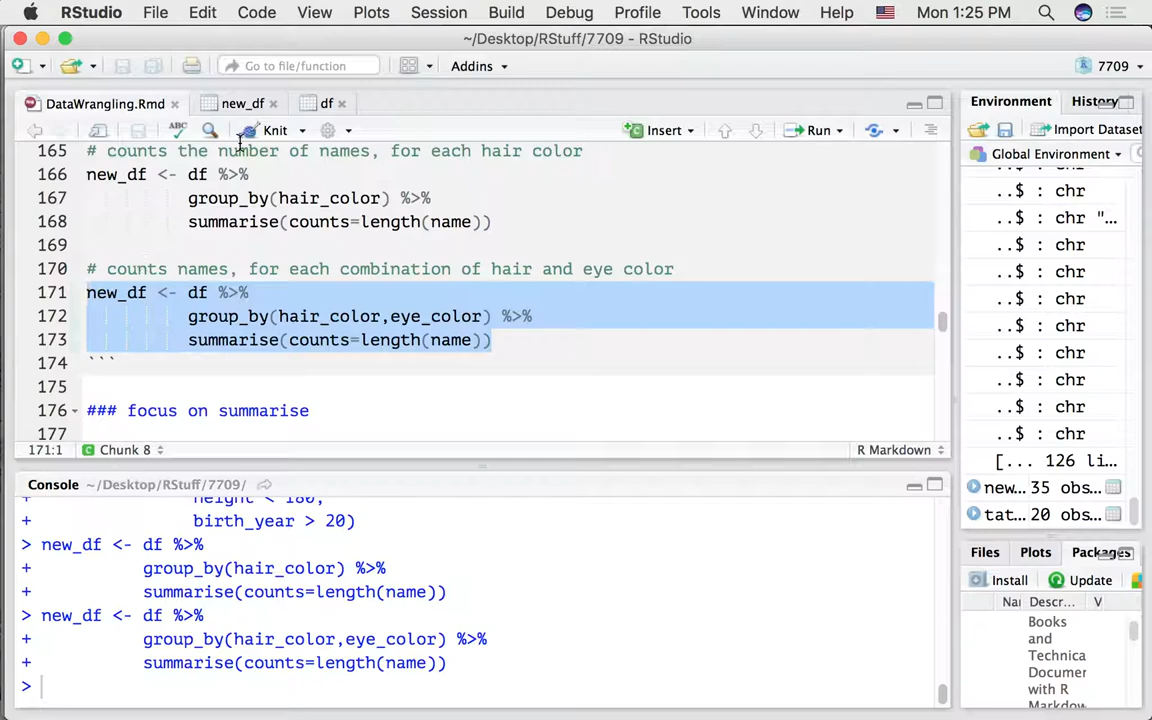 RStudio File Edit Code View Plots Session Build Debug Profile Tools Window Help Mon 1:25 PM
~/Desktop/RStuff/7709 - RStudio
Go to file/function Addins 7709
DataWrangling.Rmd new_df df
ABC Knit Insert Run
165 # counts the number of names, for each hair color
166 new_df <- df %>%
167 group_by(hair_color) %>%
168 summarise(counts=length(name))
169
170 # counts names, for each combination of hair and eye color
171 new_df <- df %>%
172 group_by(hair_color,eye_color) %>%
173 summarise(counts=length(name))
174 ```
175
176 ### focus on summarise
177
171:1 Chunk 8 R Markdown
Console ~/Desktop/RStuff/7709/
height < 180,
+ birth_year > 20)
> new_df <- df %>%
+ group_by(hair_color) %>%
+ summarise(counts=length(name))
> new_df <- df %>%
+ group_by(hair_color,eye_color) %>%
+ summarise(counts=length(name))
>
Environment History
Import Dataset
Global Environment
..$ : chr
..$ : chr
..$ : chr "...
..$ : chr
..$ : chr
..$ : chr
..$ : chr
..$ : chr
..$ : chr
..$ : chr
..$ : chr
[... 126 li...
new... 35 obs...
tat... 20 obs...
Files Plots Packages
Install Update
Nai Descr... V
Books
and
Technica
Documer
with R
Markdow